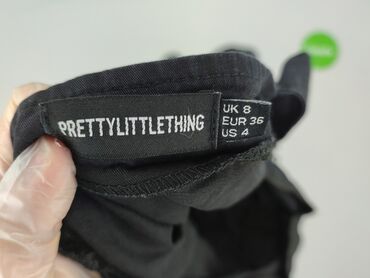 PRETTYLITTLETHING
UK 8
EUR 36
US 4